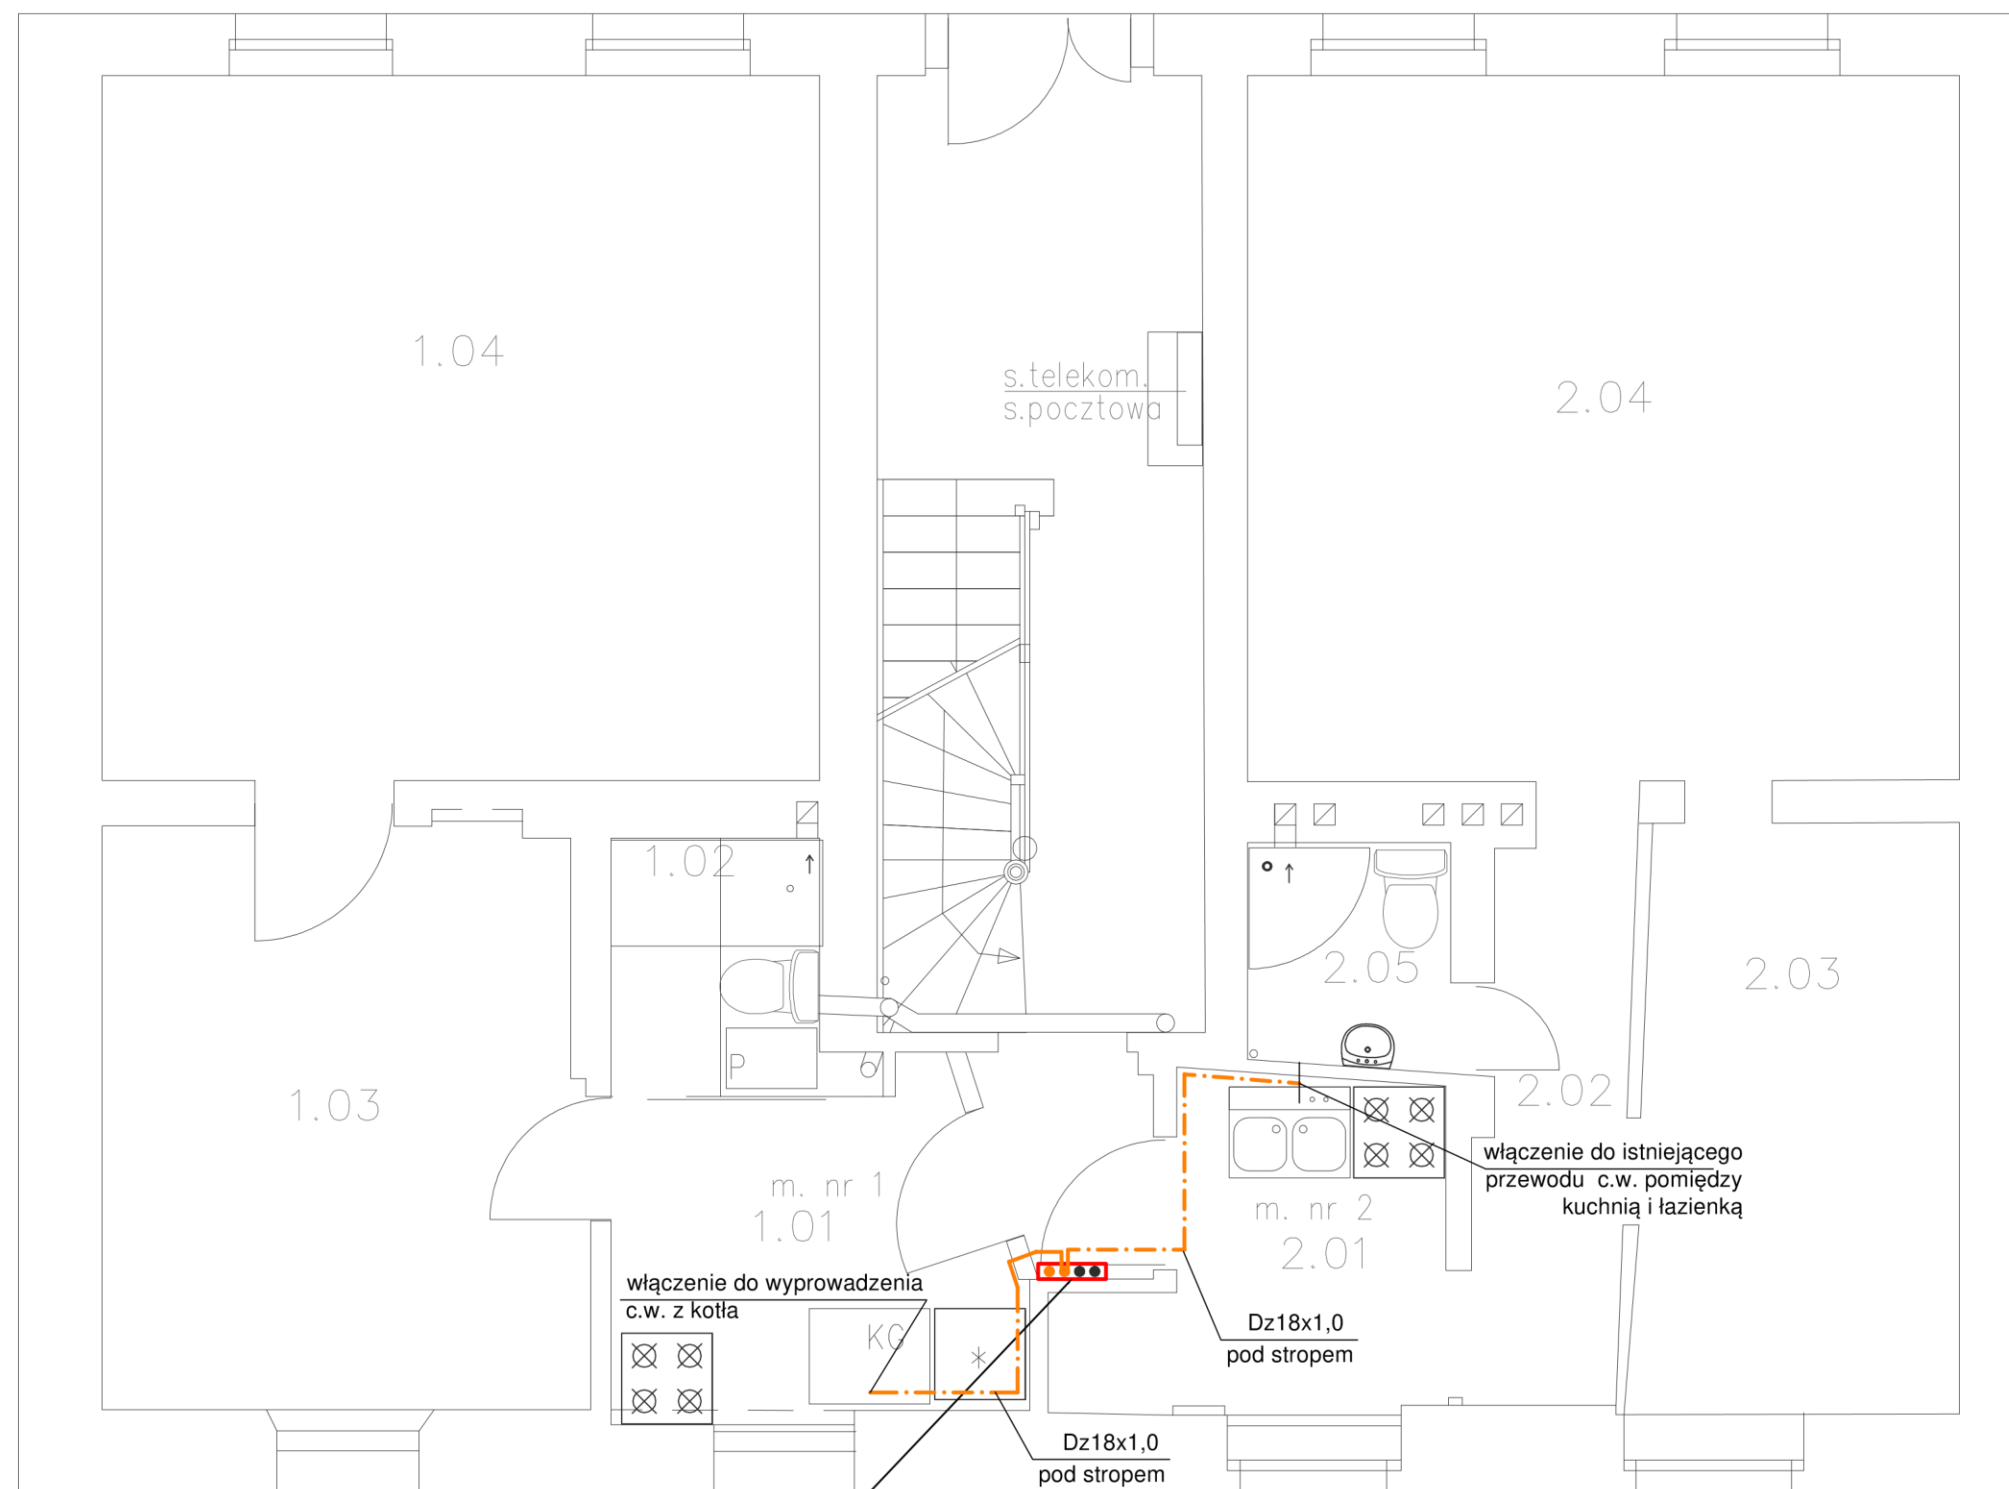 1.04
s.telekom.
s.pocztowa
2.04
1.02
2.05
2.03
P
1.03
2.02
włączenie do istniejącego
przewodu c.w. pomiędzy
kuchnią i łazienką
m. nr 1
1.01
m. nr 2
2.01
włączenie do wyprowadzenia
c.w. z kotła
KG
Dz18x1,0
pod stropem
Dz18x1,0
pod stropem